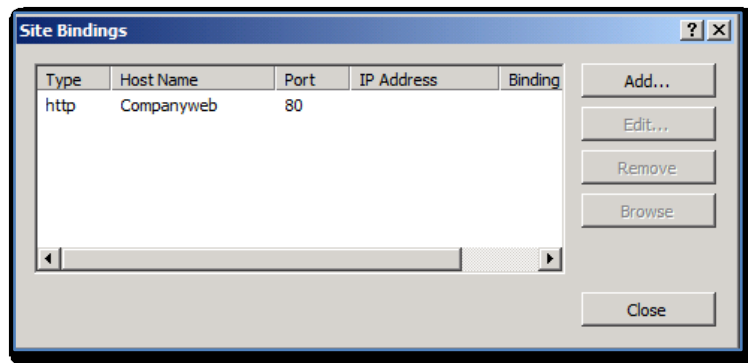 Site Bindings
Type Host Name Port IP Address Binding
http Companyweb 80
Add...
Edit...
Remove
Browse
Close